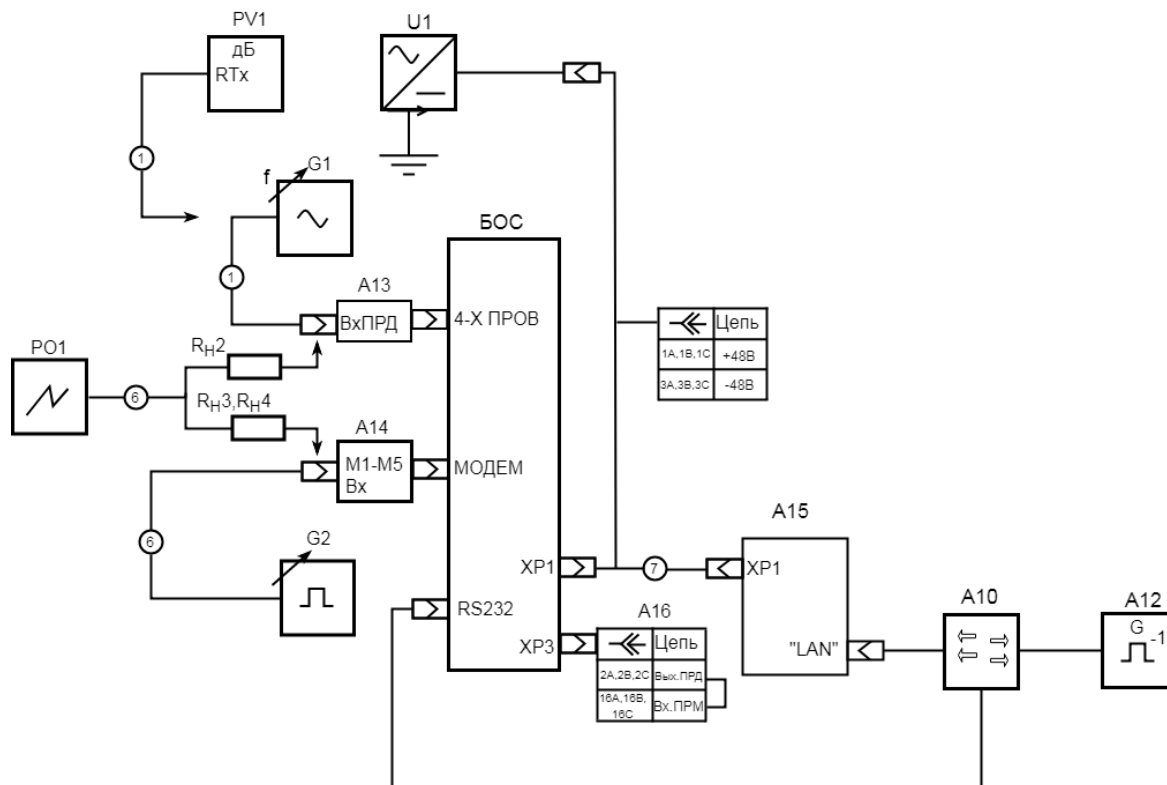 PV1
дБ
RTx
U1
1
f
G1
БОС
1
A13
ВхПРД
4-Х ПРОВ
Цепь
1А,1В,1С
+48В
3А,3В,3С
-48В
PO1
6
RН2
RН3,RН4
A14
М1-М5
Вх
МОДЕМ
6
G2
A15
XP1
7
XP1
RS232
A16
XP3
Цепь
2А,2В,2С
Вых.ПРД
16А,16В,
16С
Вх.ПРМ
"LAN"
A10
A12
G
-1